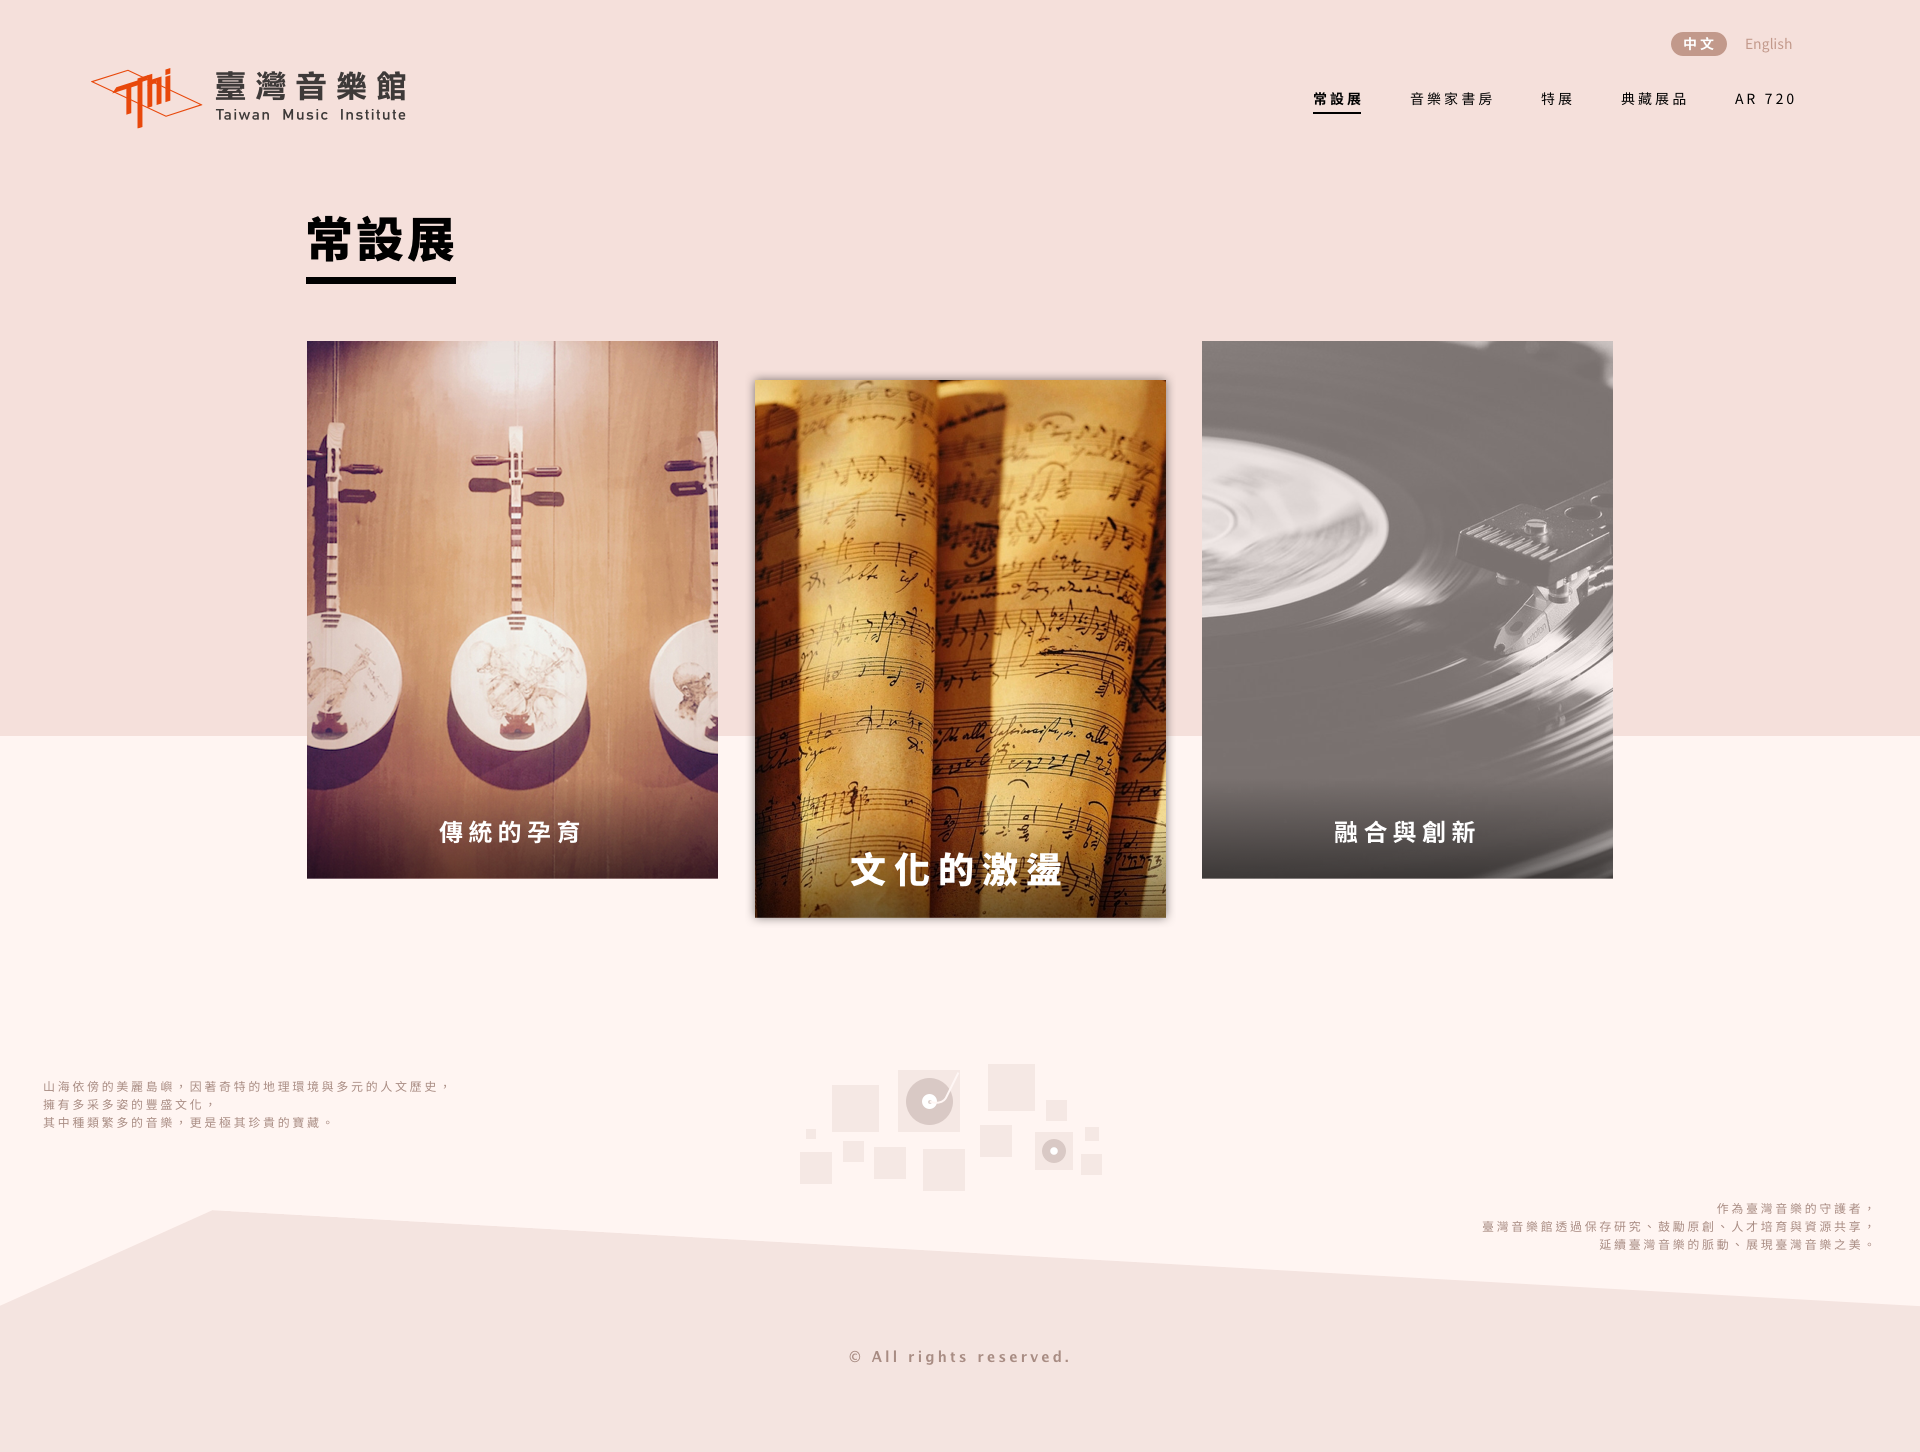 中文
English
臺灣音樂館
Taiwan Music Institute
常設展
音樂家書房
特展
典藏展品
AR 720
常設展
傳統的孕育
文化的激盪
融合與創新
山海依傍的美麗島嶼，因著奇特的地理環境與多元的人文歷史，
擁有多采多姿的豐盛文化，
其中種類繁多的音樂，更是極其珍貴的寶藏。
作為臺灣音樂的守護者，
臺灣音樂館透過保存研究、鼓勵原創、人才培育與資源共享，
延續臺灣音樂的脈動、展現臺灣音樂之美。
© All rights reserved.